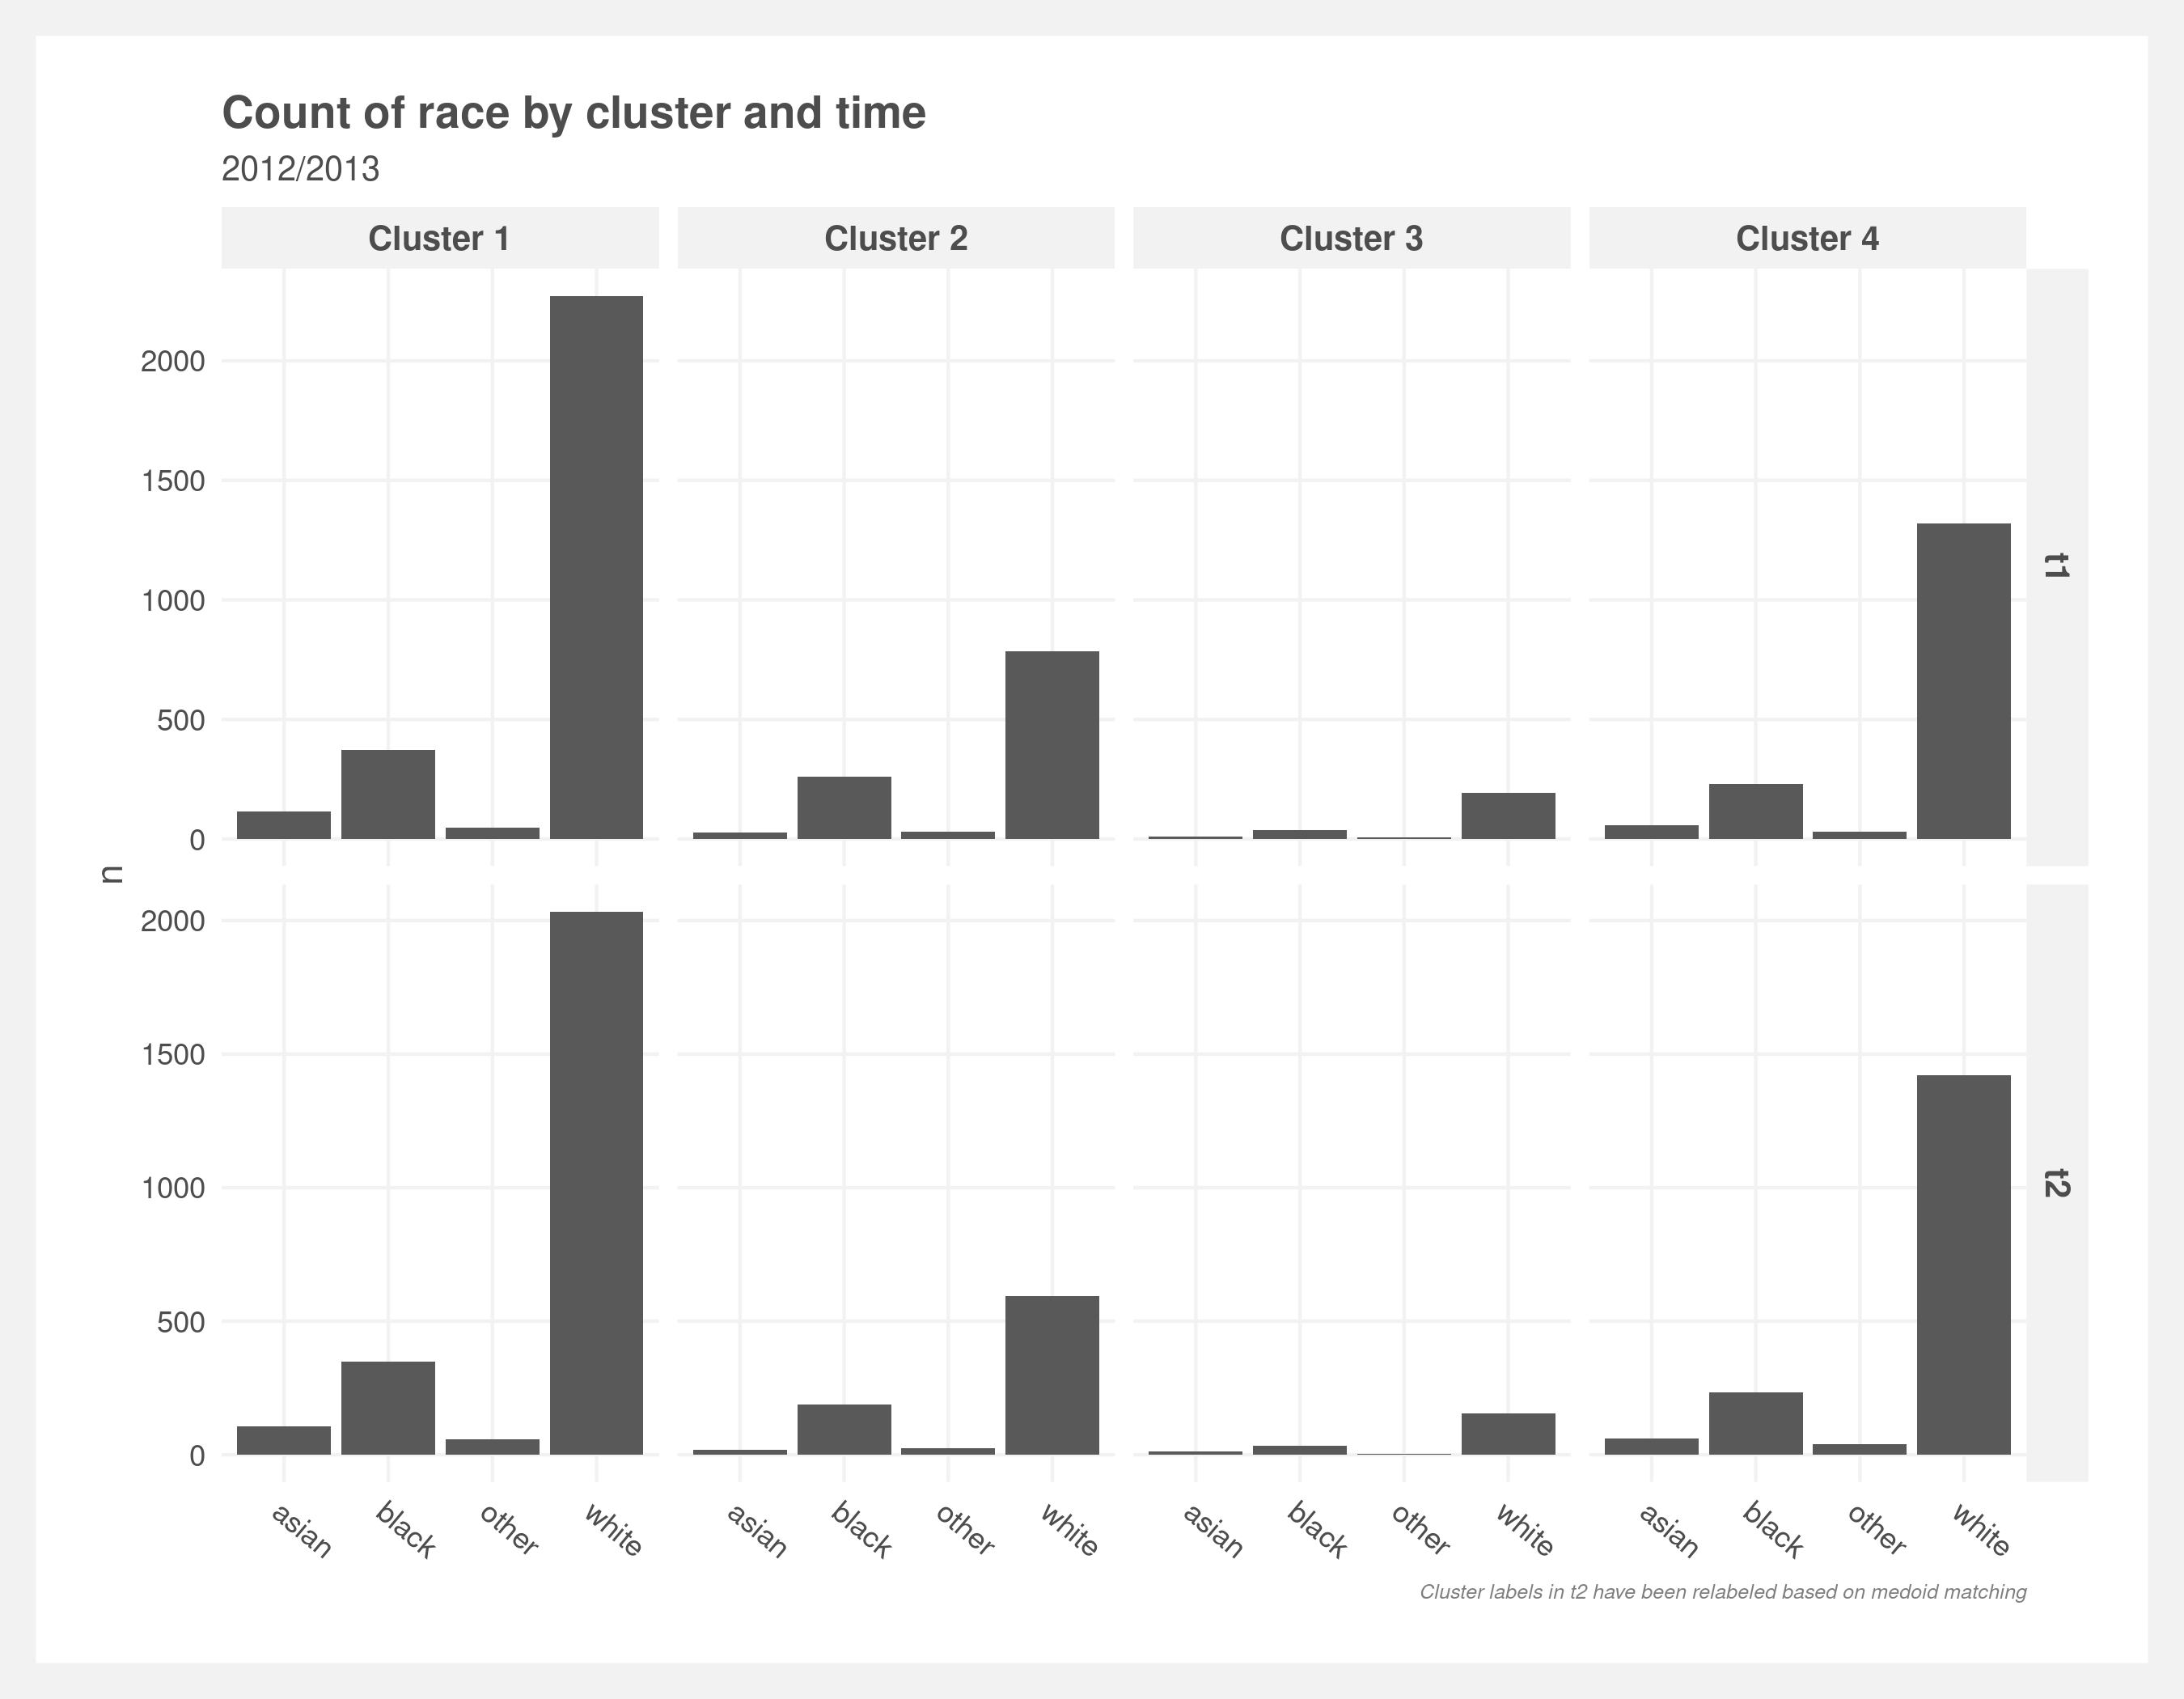 Count of race by cluster and time
2012/2013
Cluster 1
Cluster 2
Cluster 3
Cluster 4
2000
1500
1000
500
0
t1
n
2000
1500
1000
500
0
t2
asian
black
other
white
asian
black
other
white
asian
black
other
white
asian
black
other
white
Cluster labels in t2 have been relabeled based on medoid matching